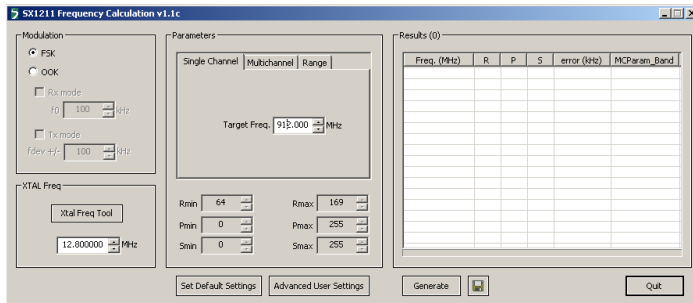 SX1211 Frequency Calculation v1.1c
Modulation
FSK
OOK
Rx mode
f0 100 kHz
Tx mode
fdev +/- 100 kHz
XTAL Freq
Xtal Freq Tool
12.800000 MHz
Parameters
Single Channel Multichannel Range
Target Freq. 912.000 MHz
Rmin 64 Rmax 169
Pmin 0 Pmax 255
Smin 0 Smax 255
Set Default Settings Advanced User Settings
Results (0)
Freq. (MHz) R P S error (kHz) MCParam_Band
Generate Quit